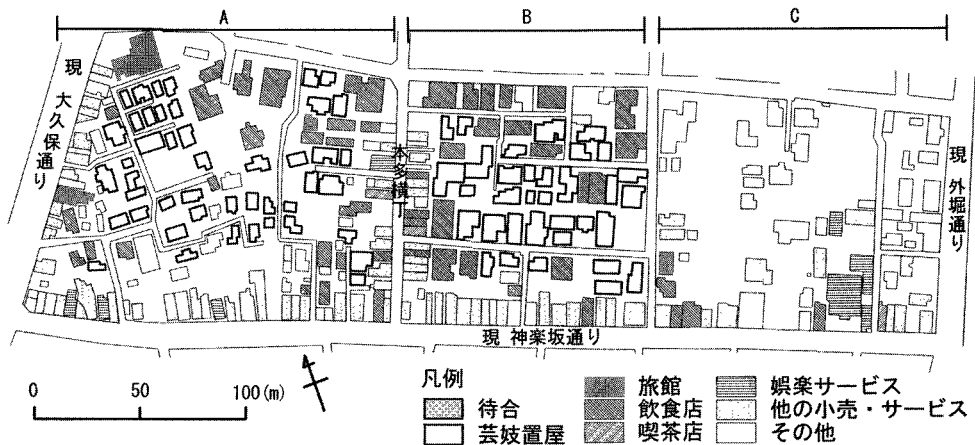 A
B
C
現 大久保通り
本多横丁
現 外堀通り
現 神楽坂通り
0 50 100(m)
凡例
待合
芸妓置屋
旅館
飲食店
喫茶店
娯楽サービス
他の小売・サービス
その他